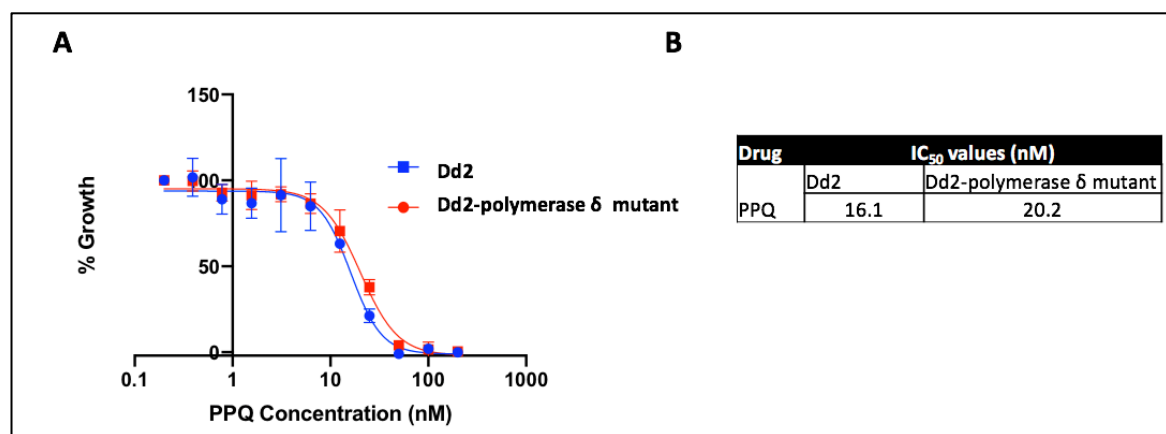 A
B
150
100
50
0
% Growth
0.1 1 10 100 1000
PPQ Concentration (nM)
Dd2
Dd2-polymerase δ mutant
Drug IC50 values (nM)
Dd2 Dd2-polymerase δ mutant
PPQ 16.1 20.2